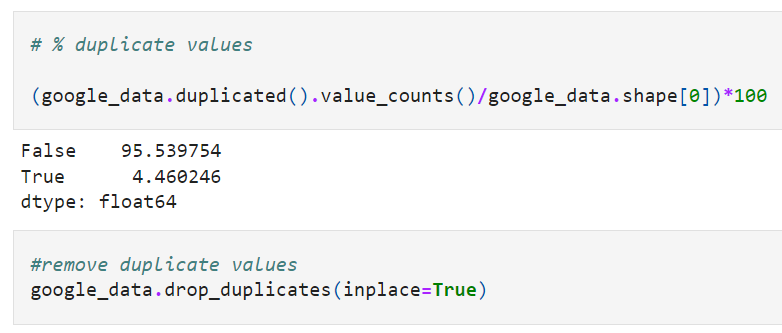 # % duplicate values
(google_data.duplicated().value_counts()/google_data.shape[0])*100
False    95.539754
True      4.460246
dtype: float64
#remove duplicate values
google_data.drop_duplicates(inplace=True)